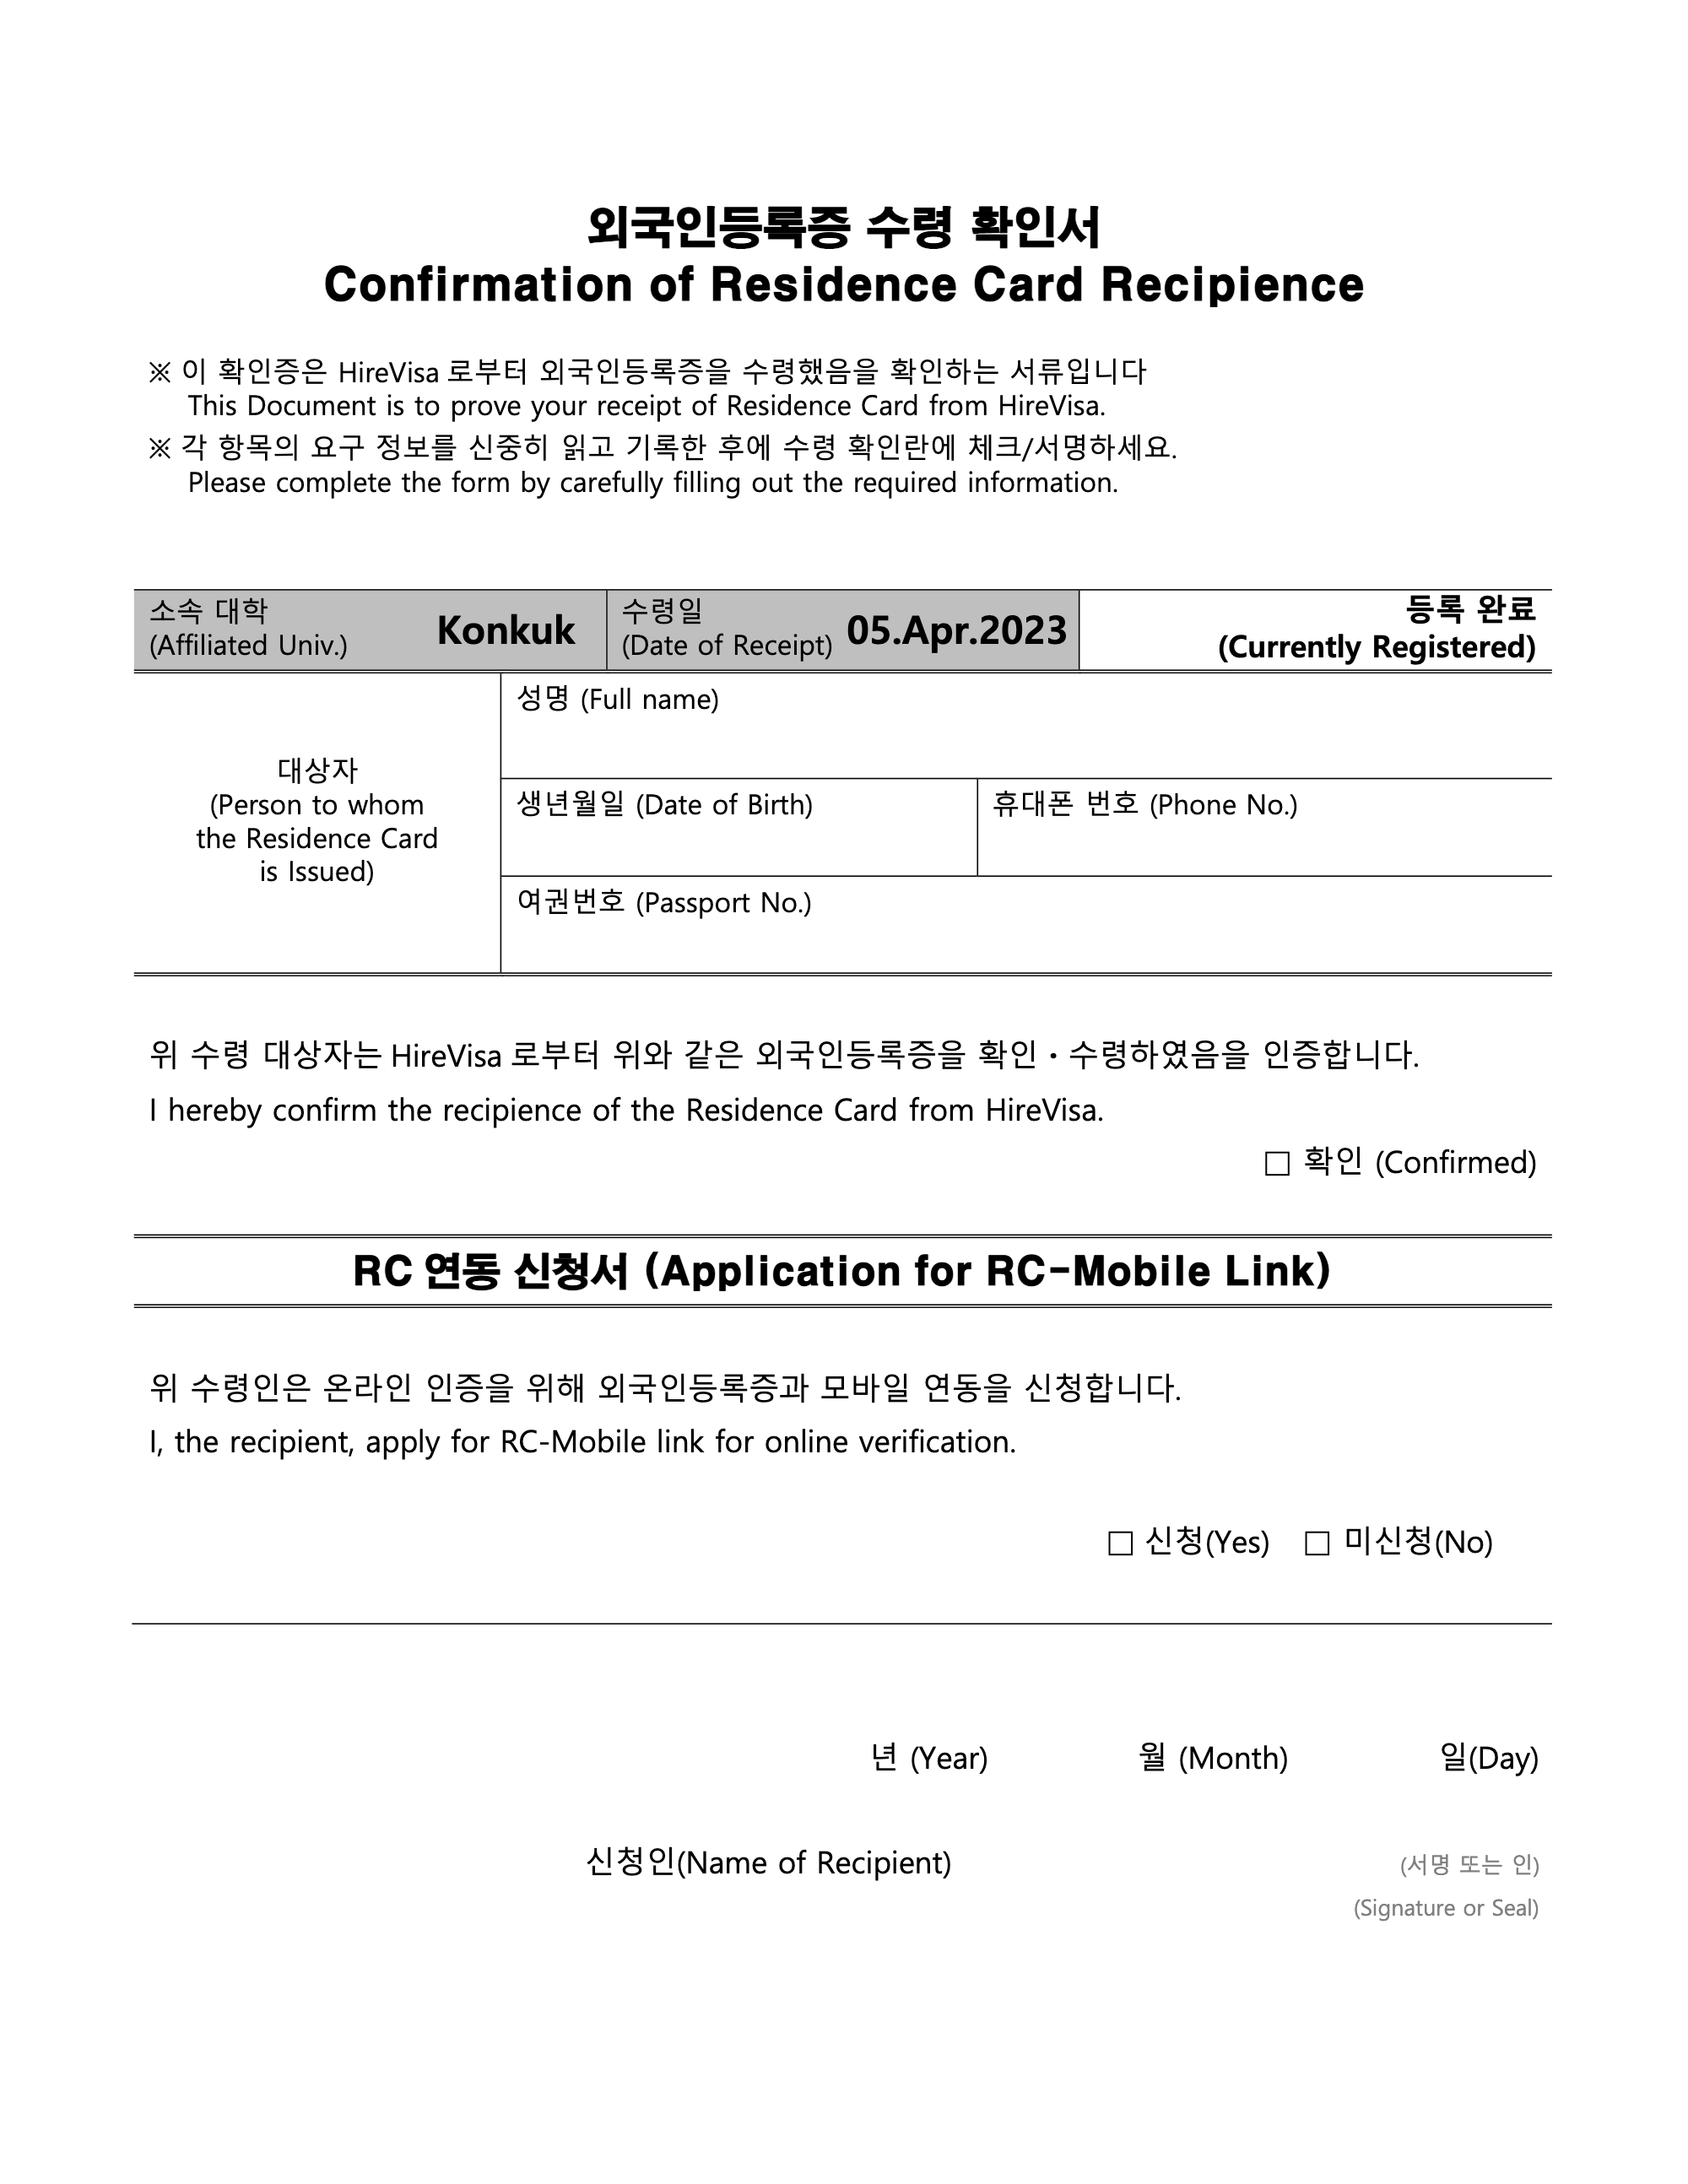 외국인등록증 수령 확인서
Confirmation of Residence Card Recipience
※ 이 확인증은 HireVisa 로부터 외국인등록증을 수령했음을 확인하는 서류입니다
This Document is to prove your receipt of Residence Card from HireVisa.
※ 각 항목의 요구 정보를 신중히 읽고 기록한 후에 수령 확인란에 체크/서명하세요.
Please complete the form by carefully filling out the required information.
소속 대학
(Affiliated Univ.)
Konkuk
수령일
(Date of Receipt)
05.Apr.2023
등록 완료
(Currently Registered)
대상자
(Person to whom
the Residence Card
is Issued)
성명 (Full name)
생년월일 (Date of Birth)
휴대폰 번호 (Phone No.)
여권번호 (Passport No.)
위 수령 대상자는 HireVisa 로부터 위와 같은 외국인등록증을 확인・수령하였음을 인증합니다.
I hereby confirm the recipience of the Residence Card from HireVisa.
□ 확인 (Confirmed)
RC 연동 신청서 (Application for RC-Mobile Link)
위 수령인은 온라인 인증을 위해 외국인등록증과 모바일 연동을 신청합니다.
I, the recipient, apply for RC-Mobile link for online verification.
□ 신청(Yes) □ 미신청(No)
년 (Year) 월 (Month) 일(Day)
신청인(Name of Recipient)
(서명 또는 인)
(Signature or Seal)